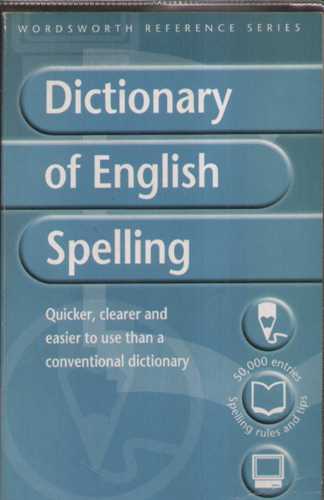 WORDSWORTH REFERENCE SERIES
Dictionary
of English
Spelling
Quicker, clearer and
easier to use than a
conventional dictionary
50,000 entries
Spelling rules and tips